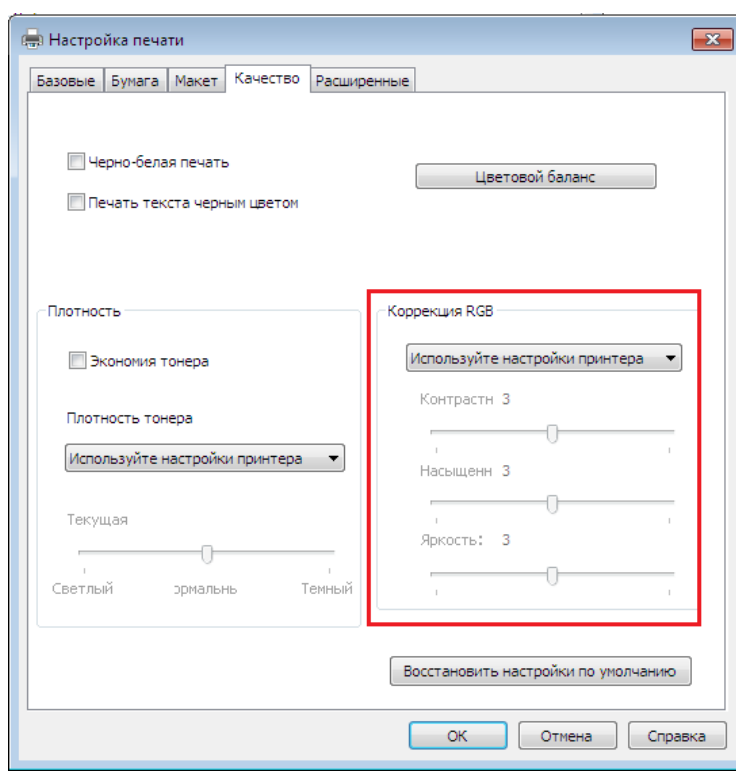 Настройка печати
Базовые Бумага Макет Качество Расширенные
Черно-белая печать
Цветовой баланс
Печать текста черным цветом
Плотность
Экономия тонера
Плотность тонера
Используйте настройки принтера
Текущая
Светлый ормальнь Темный
Коррекция RGB
Используйте настройки принтера
Контрастн 3
Насыщенн 3
Яркость: 3
Восстановить настройки по умолчанию
OK Отмена Справка